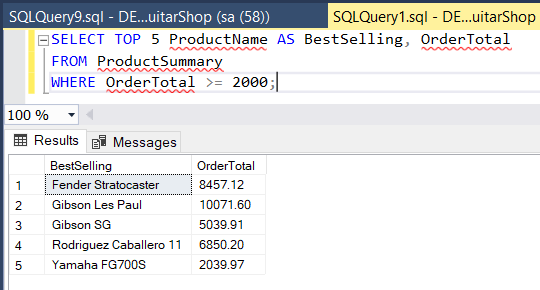 SQLQuery9.sql - DE...uitarShop (sa (58)) SQLQuery1.sql - DE...uitarShop
SELECT TOP 5 ProductName AS BestSelling, OrderTotal
FROM ProductSummary
WHERE OrderTotal >= 2000;
100 %
Results Messages
BestSelling OrderTotal
1 Fender Stratocaster 8457.12
2 Gibson Les Paul 10071.60
3 Gibson SG 5039.91
4 Rodriguez Caballero 11 6850.20
5 Yamaha FG700S 2039.97